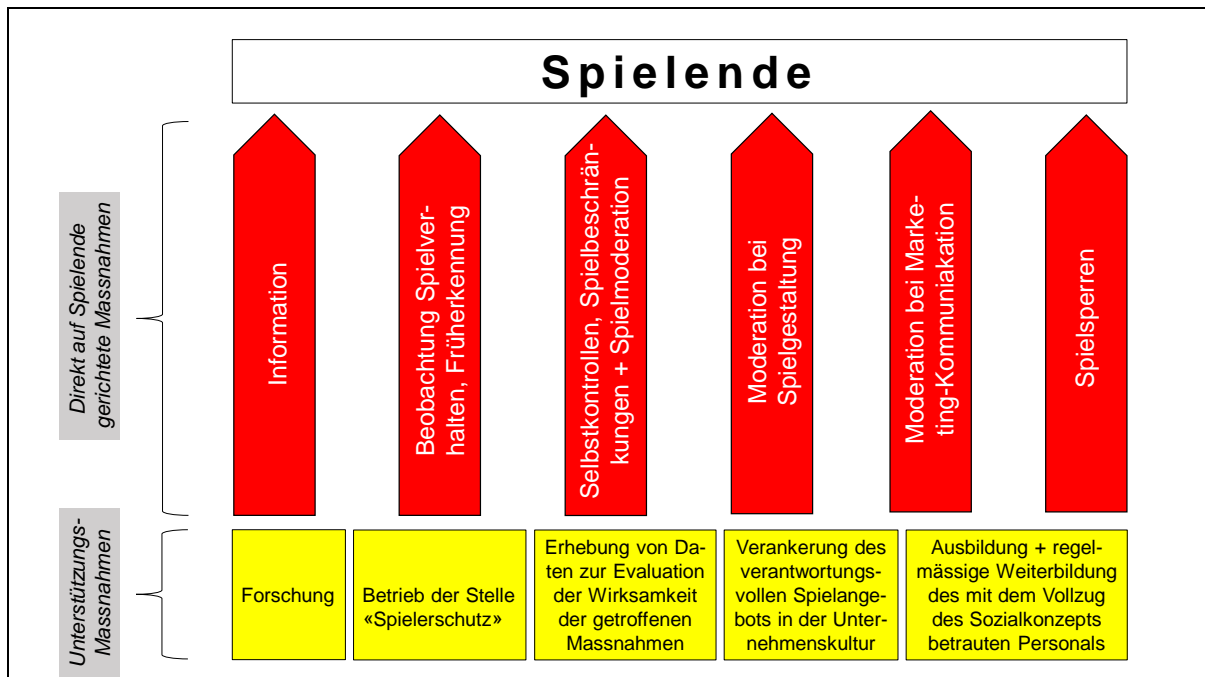 Spielende
Direkt auf Spielende
gerichtete Massnahmen
Information
Beobachtung Spielver-
halten, Früherkennung
Selbstkontrollen, Spielbeschrän-
kungen + Spielmoderation
Moderation bei
Spielgestaltung
Moderation bei Marke-
ting-Kommuniakation
Spielsperren
Unterstützungs-
Massnahmen
Forschung
Betrieb der Stelle
«Spielerschutz»
Erhebung von Da-
ten zur Evaluation
der Wirksamkeit
der getroffenen
Massnahmen
Verankerung des
verantwortungs-
vollen Spielange-
bots in der Unter-
nehmenskultur
Ausbildung + regel-
mässige Weiterbildung
des mit dem Vollzug
des Sozialkonzepts
betrauten Personals